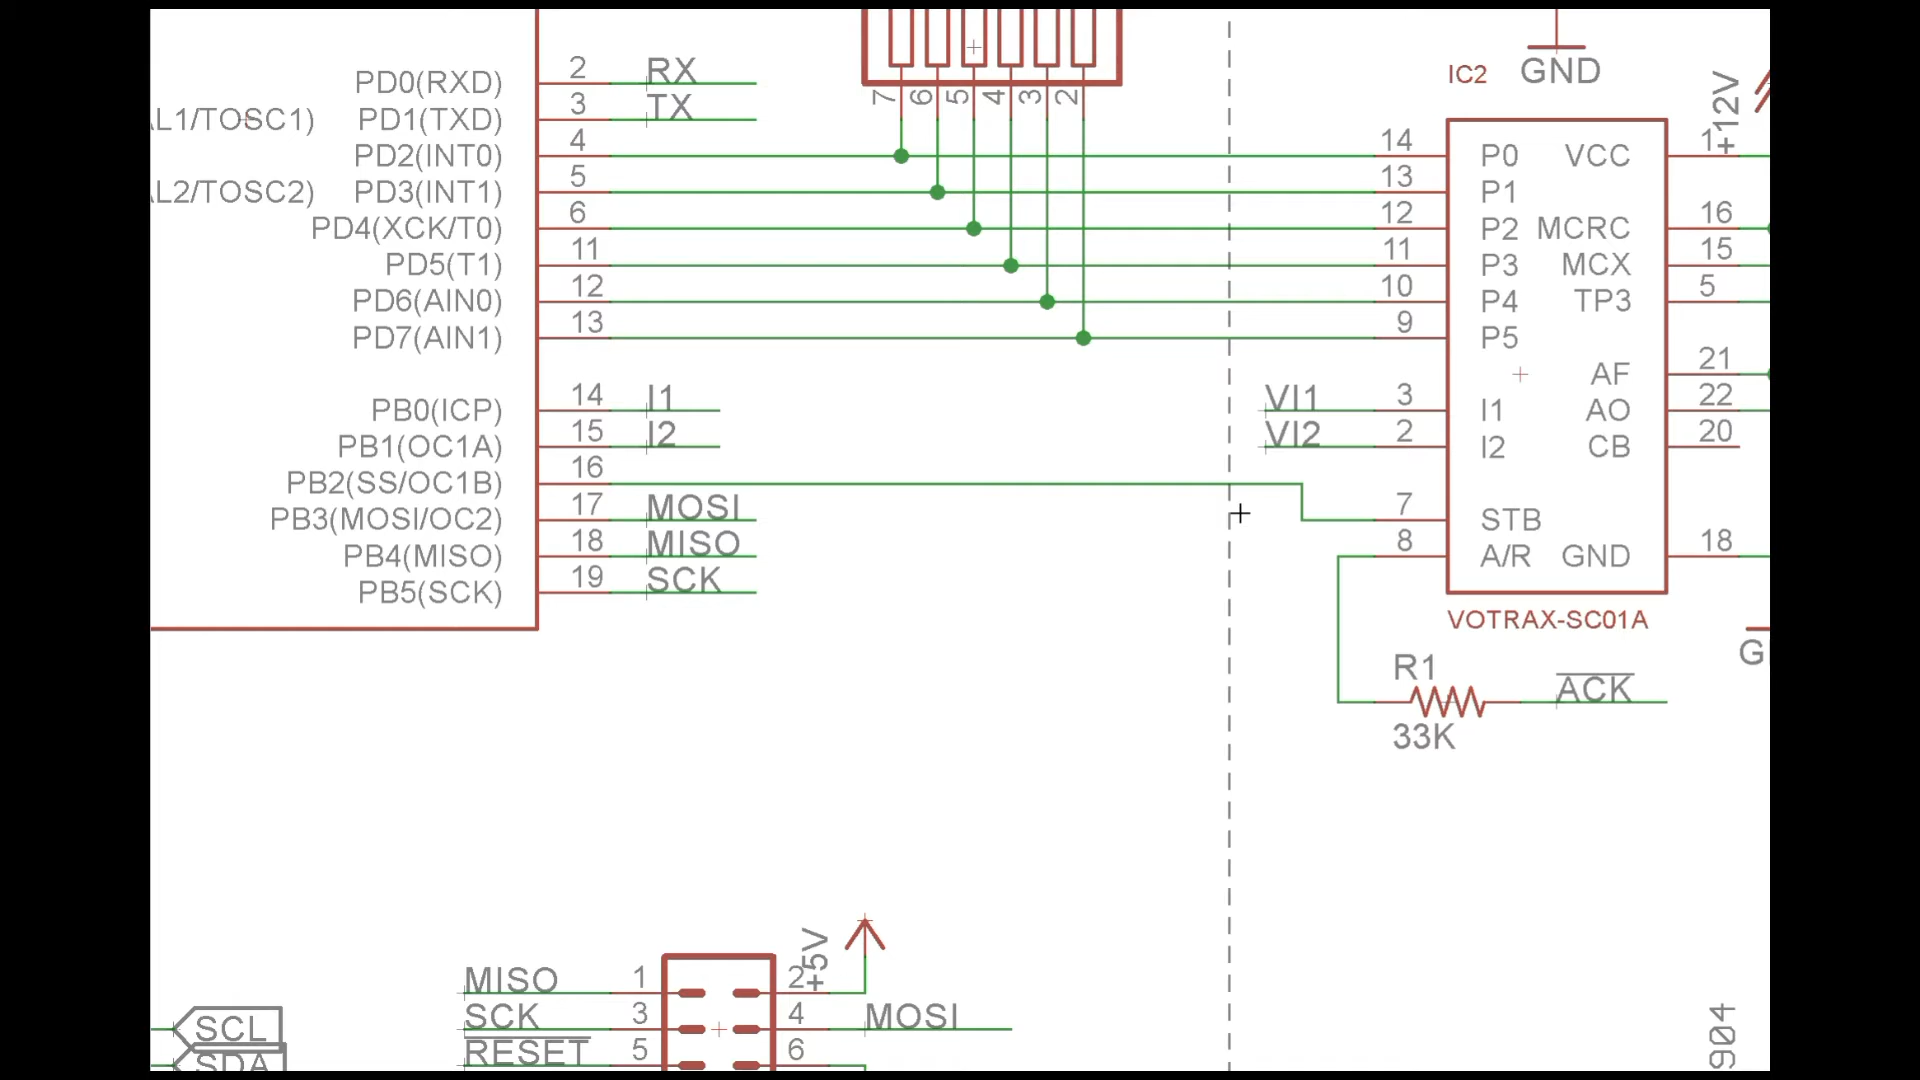 PD0(RXD) 2 RX
AL1/TOSC1) PD1(TXD) 3 TX
PD2(INT0) 4
AL2/TOSC2) PD3(INT1) 5
PD4(XCK/T0) 6
PD5(T1) 11
PD6(AIN0) 12
PD7(AIN1) 13
PB0(ICP) 14 I1
PB1(OC1A) 15 I2
PB2(SS/OC1B) 16
PB3(MOSI/OC2) 17 MOSI
PB4(MISO) 18 MISO
PB5(SCK) 19 SCK
7 6 5 4 3 2
GND
IC2
+12V
14 P0 VCC 1
13 P1
12 P2 MCRC 16
11 P3 MCX 15
10 P4 TP3 5
9 P5
AF 21
VI1 3 I1 AO 22
VI2 2 I2 CB 20
7 STB
8 A/R GND 18
VOTRAX-SC01A
G
R1
ACK
33K
+5V
MISO 1 2
SCK 3 4 MOSI
RESET 5 6
SCL
SDA
904